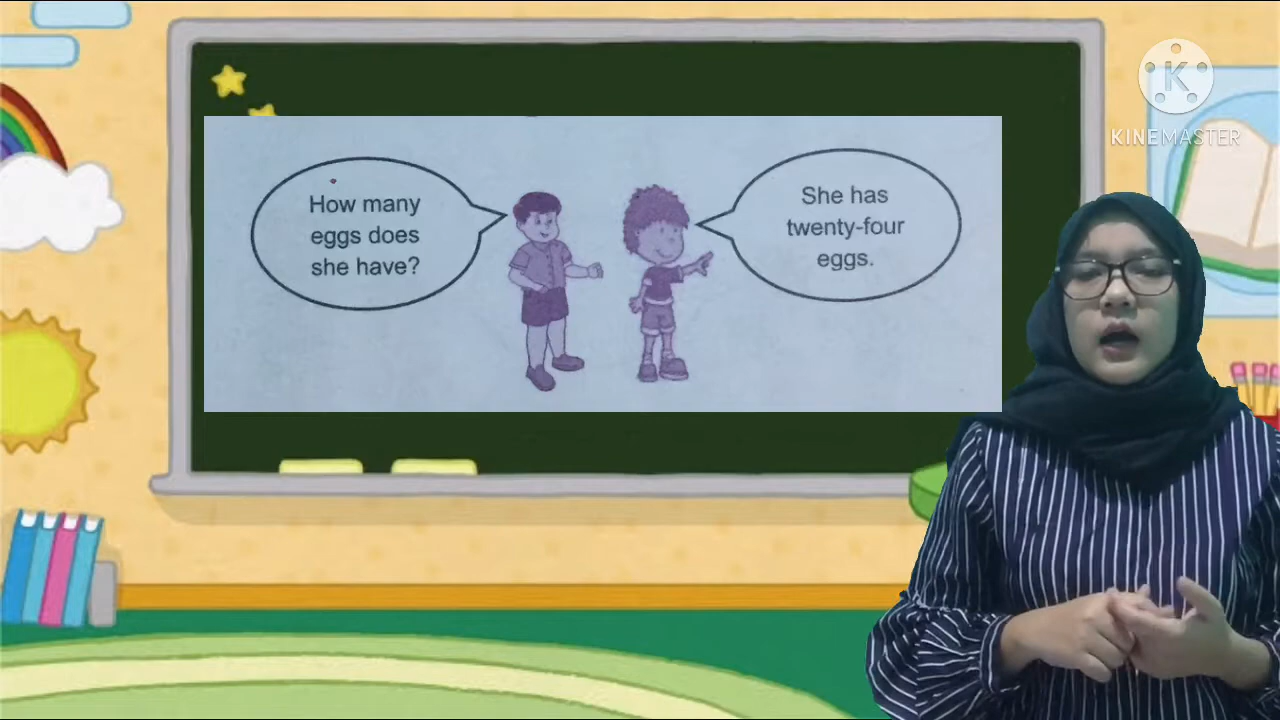 How many
eggs does
she have?
She has
twenty-four
eggs.
K
KINEMASTER